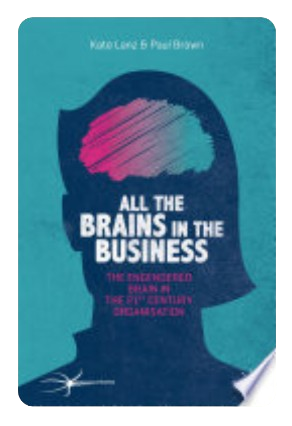 Kate Lanz & Paul Brown
ALL THE
BRAINS IN THE
BUSINESS
THE ENGENDERED
BRAIN IN
THE 21ST CENTURY
ORGANISATION